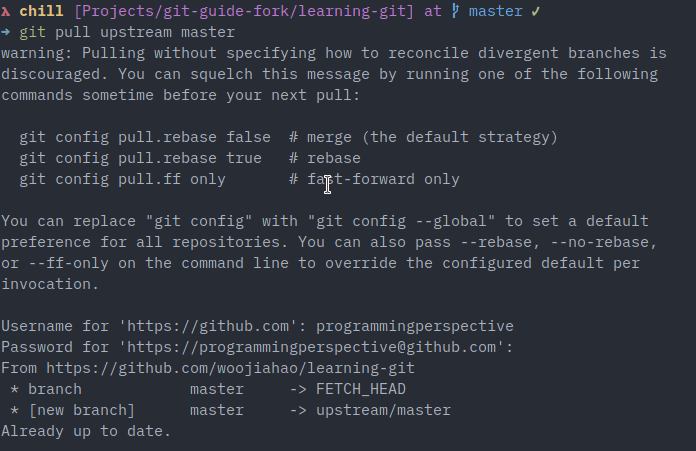 λ chill [Projects/git-guide-fork/learning-git] at master ✓
→ git pull upstream master
warning: Pulling without specifying how to reconcile divergent branches is
discouraged. You can squelch this message by running one of the following
commands sometime before your next pull:
git config pull.rebase false # merge (the default strategy)
git config pull.rebase true # rebase
git config pull.ff only # fast-forward only
You can replace "git config" with "git config --global" to set a default
preference for all repositories. You can also pass --rebase, --no-rebase,
or --ff-only on the command line to override the configured default per
invocation.
Username for 'https://github.com': programmingperspective
Password for 'https://programmingperspective@github.com':
From https://github.com/woojiahao/learning-git
* branch master -> FETCH_HEAD
* [new branch] master -> upstream/master
Already up to date.